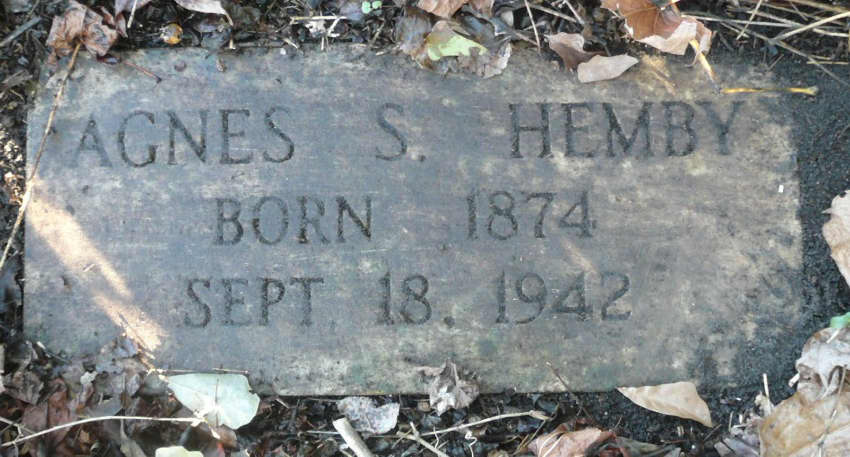 AGNES S. HEMBY
BORN 1874
SEPT. 18. 1942